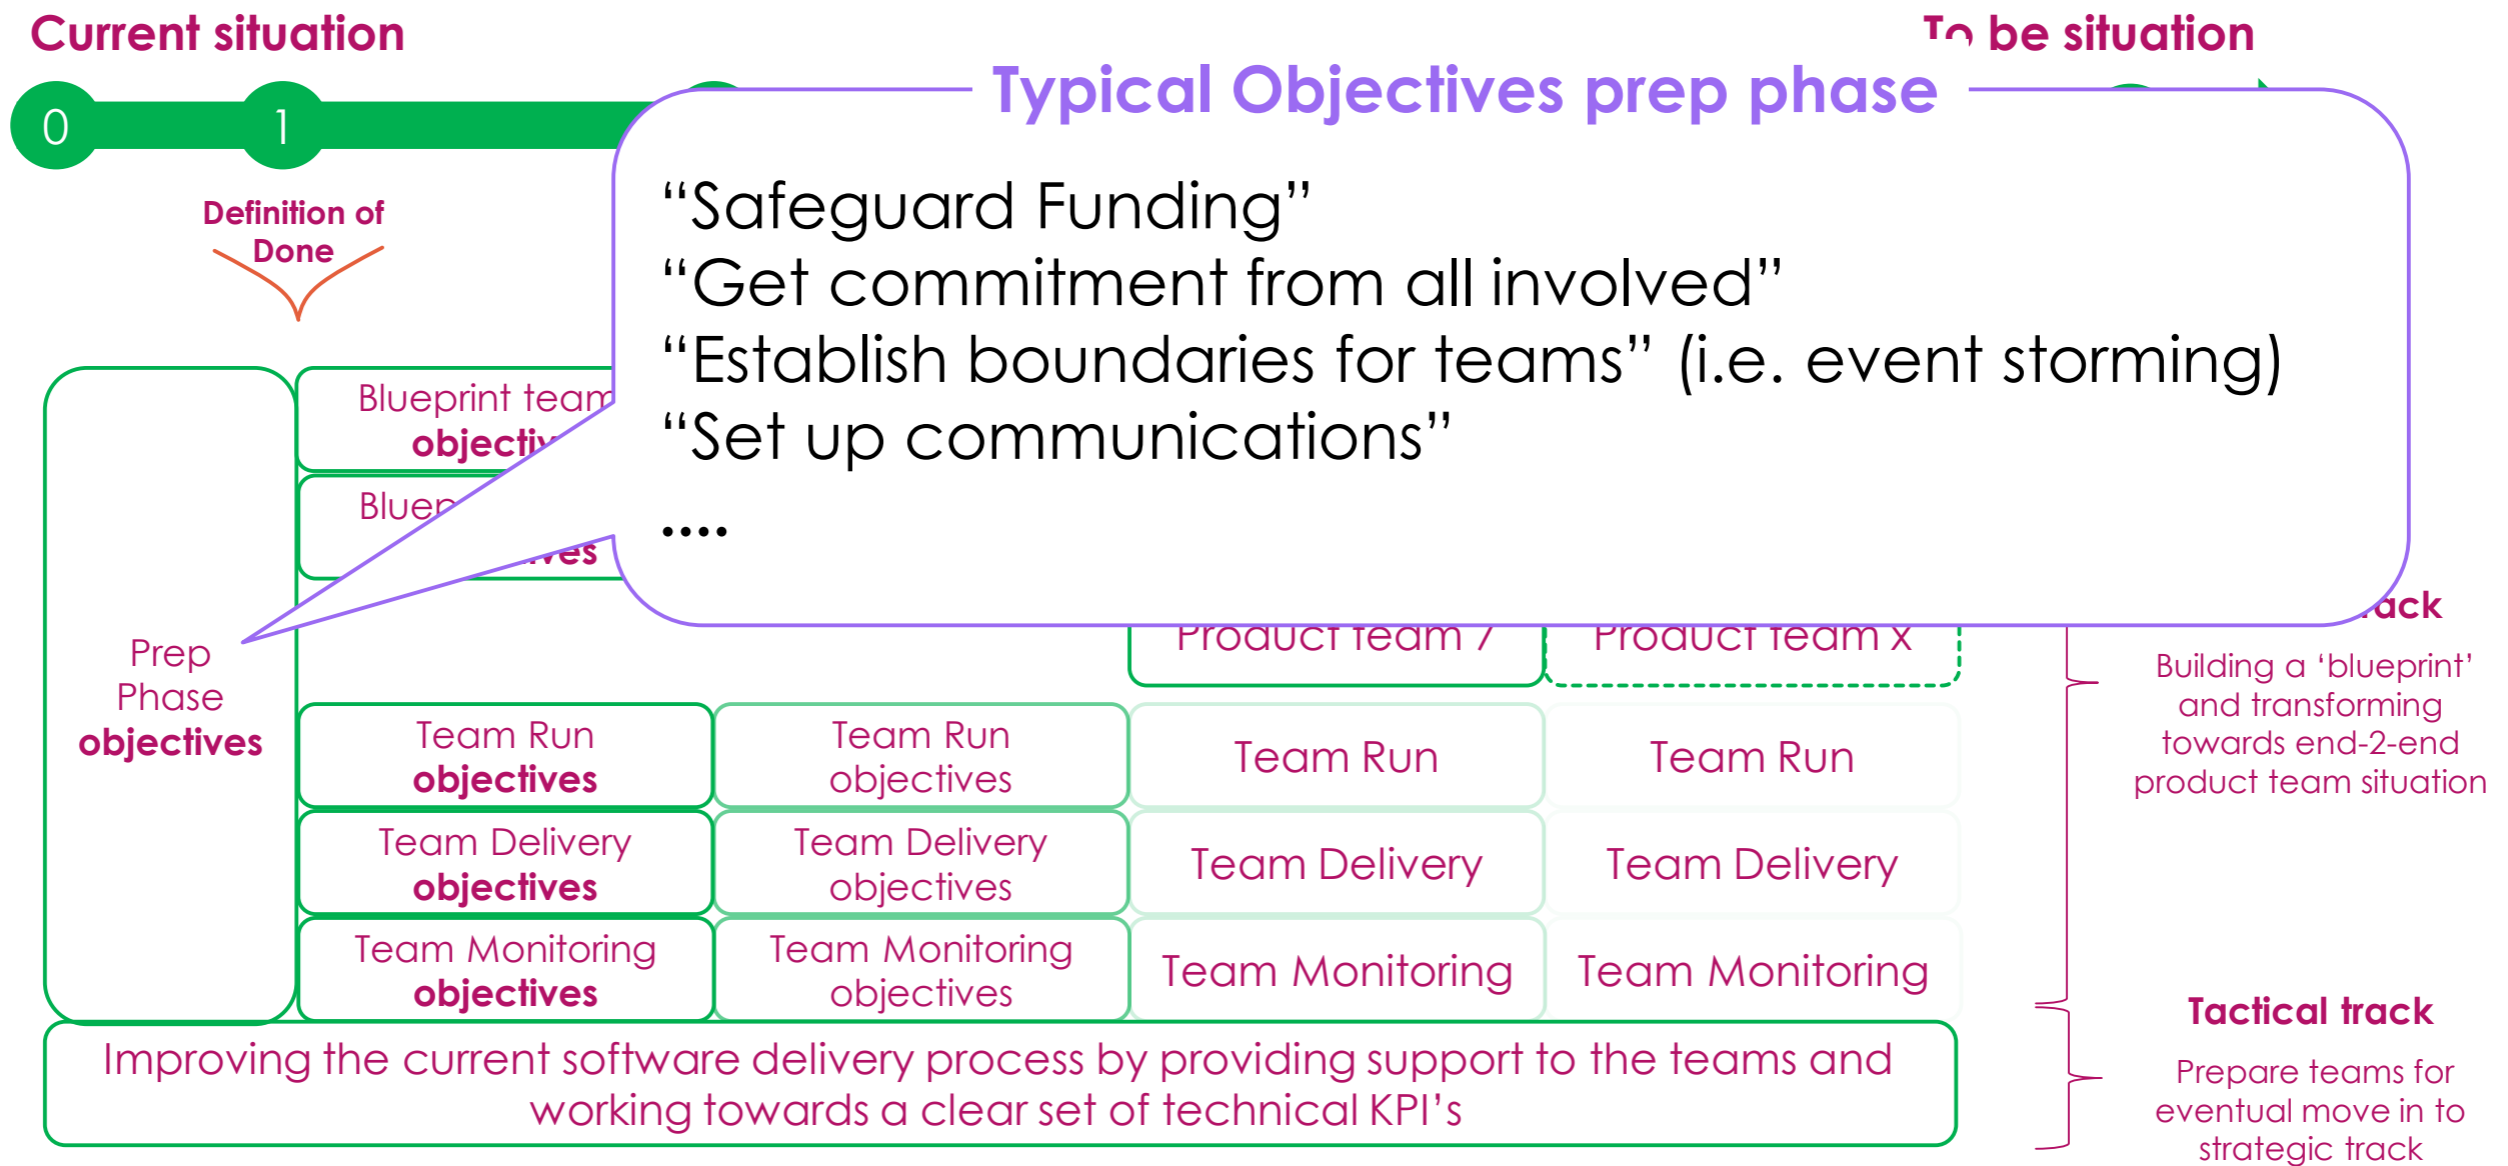 Current situation
To be situation
Typical Objectives prep phase
0
1
Definition of
Done
“Safeguard Funding”
“Get commitment from all involved”
“Establish boundaries for teams” (i.e. event storming)
“Set up communications”
....
Blueprint team
Prep
Phase
objectives
Product team 7
Product team x
Team Run
objectives
Team Run
objectives
Team Run
Team Run
Team Delivery
objectives
Team Delivery
objectives
Team Delivery
Team Delivery
Team Monitoring
objectives
Team Monitoring
objectives
Team Monitoring
Team Monitoring
Building a ‘blueprint’
and transforming
towards end-2-end
product team situation
Improving the current software delivery process by providing support to the teams and
working towards a clear set of technical KPI’s
Tactical track
Prepare teams for
eventual move in to
strategic track